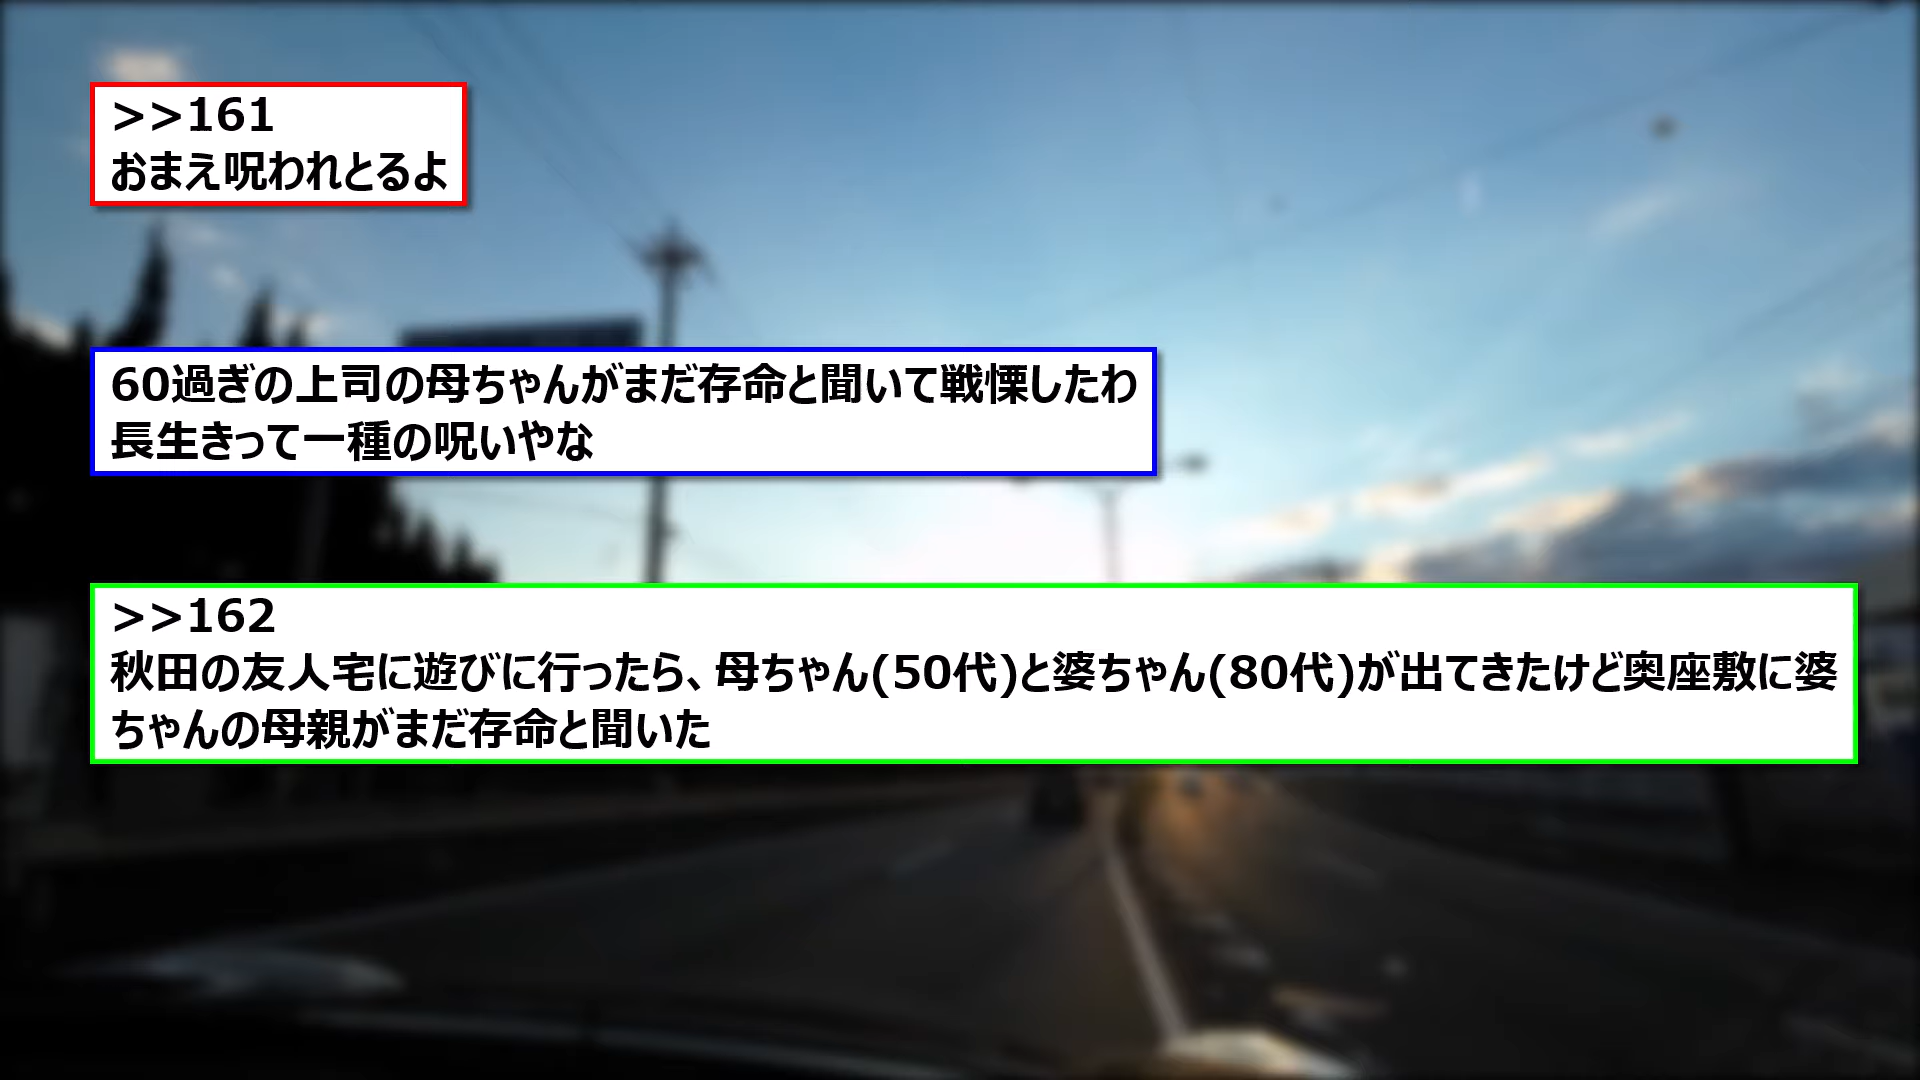 >>161
おまえ呪われとるよ
60過ぎの上司の母ちゃんがまだ存命と聞いて戦慄したわ
長生きって一種の呪いやな
>>162
秋田の友人宅に遊びに行ったら、母ちゃん(50代)と婆ちゃん(80代)が出てきたけど奥座敷に婆
ちゃんの母親がまだ存命と聞いた